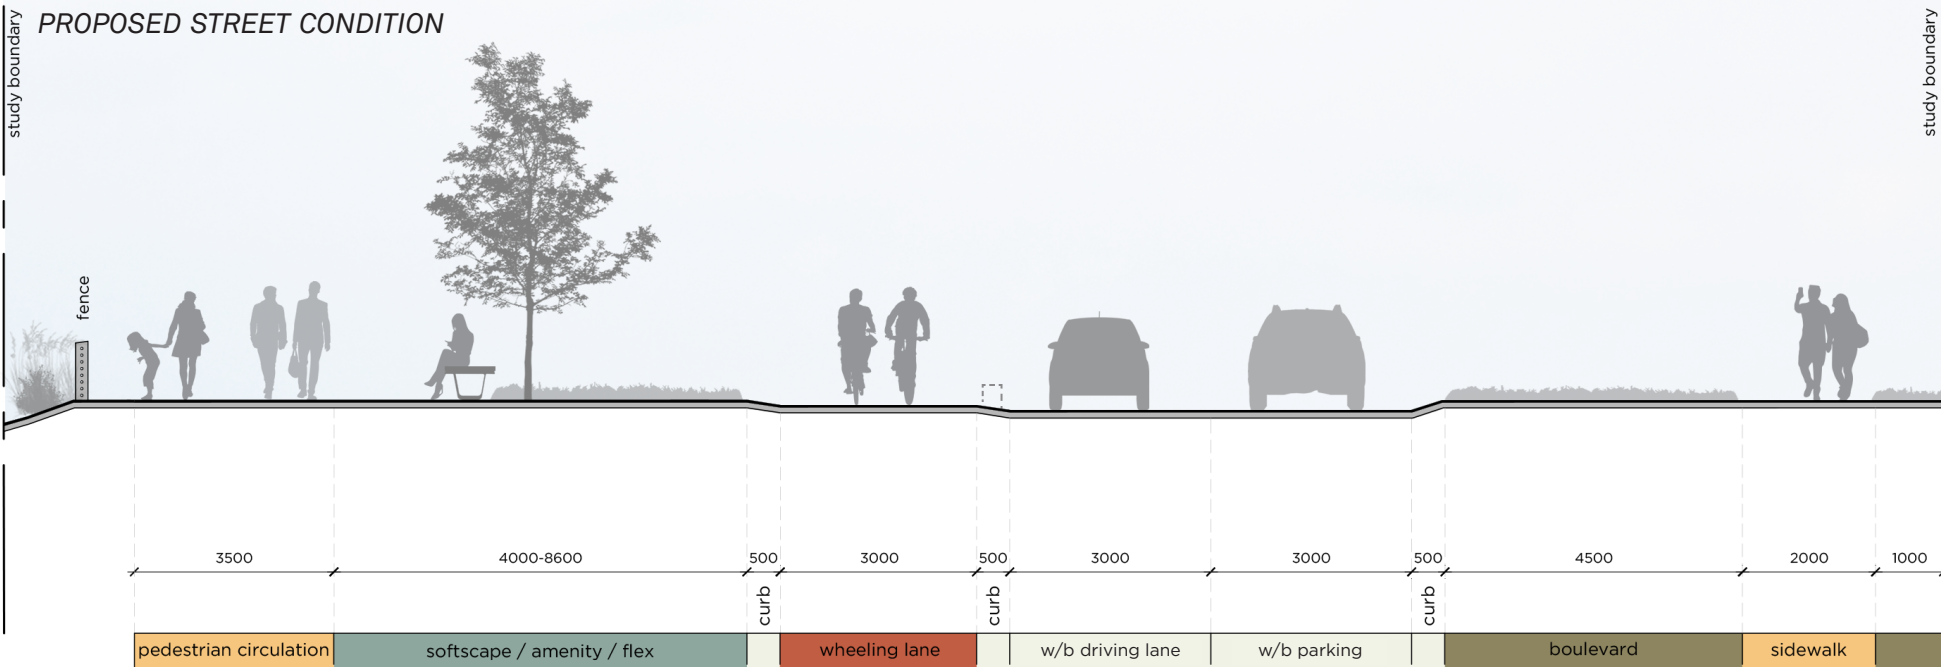 PROPOSED STREET CONDITION
study boundary
study boundary
fence
3500
4000-8600
500
3000
500
3000
3000
500
4500
2000
1000
curb
curb
curb
pedestrian circulation
softscape / amenity / flex
wheeling lane
w/b driving lane
w/b parking
boulevard
sidewalk